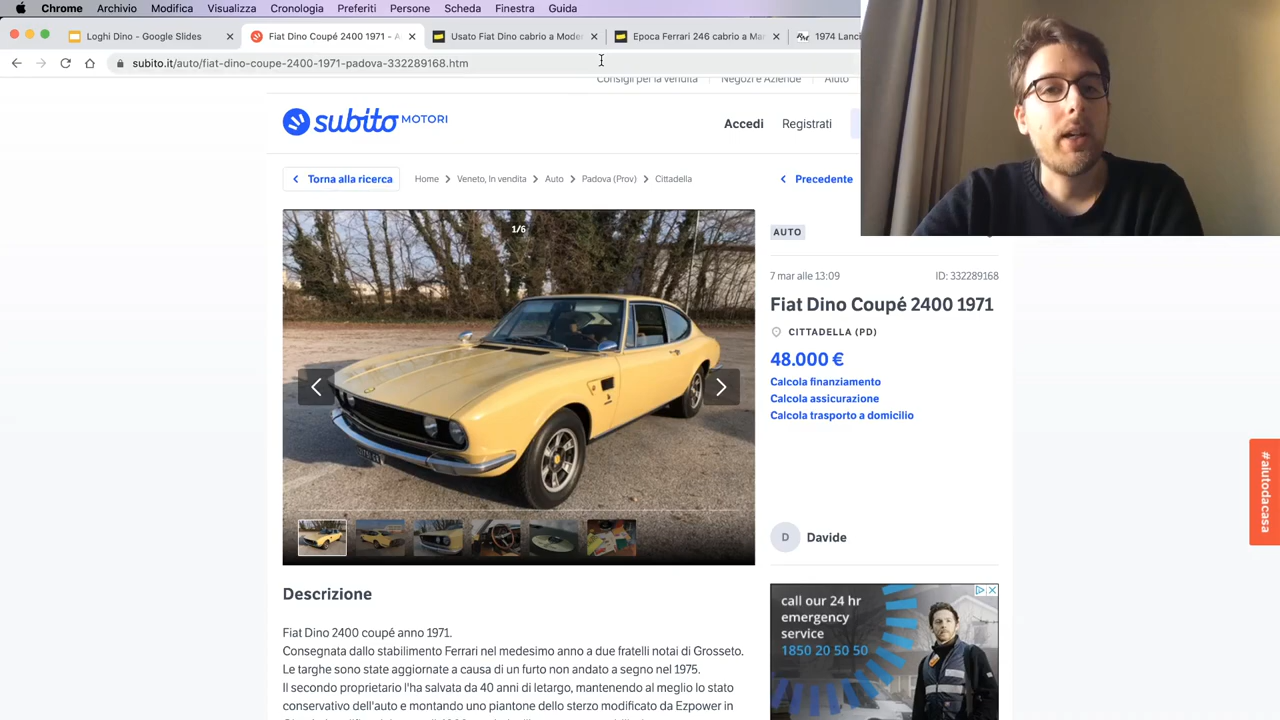 Chrome Archivio Modifica Visualizza Cronologia Preferiti Persone Scheda Finestra Guida
Loghi Dino - Google Slides
Fiat Dino Coupé 2400 1971 - A
Usato Fiat Dino cabrio a Moder
Epoca Ferrari 246 cabrio a Mar
1974 Lanci
subito.it/auto/fiat-dino-coupe-2400-1971-padova-332289168.htm
Consigli per la vendita Negozi e Aziende Aiuto
subito MOTORI
Accedi Registrati
Torna alla ricerca
Home Veneto, In vendita Auto Padova (Prov) Cittadella
Precedente
1/6
AUTO
7 mar alle 13:09 ID: 332289168
Fiat Dino Coupé 2400 1971
CITTADELLA (PD)
48.000 €
Calcola finanziamento
Calcola assicurazione
Calcola trasporto a domicilio
#aiutodacasa
D Davide
call our 24 hr
emergency
service
1850 20 50 50
Descrizione
Fiat Dino 2400 coupé anno 1971.
Consegnata dallo stabilimento Ferrari nel medesimo anno a due fratelli notai di Grosseto.
Le targhe sono state aggiornate a causa di un furto non andato a segno nel 1975.
Il secondo proprietario l'ha salvata da 40 anni di letargo, mantenendo al meglio lo stato
conservativo dell'auto e montando uno piantone dello sterzo modificato da Ezpower in